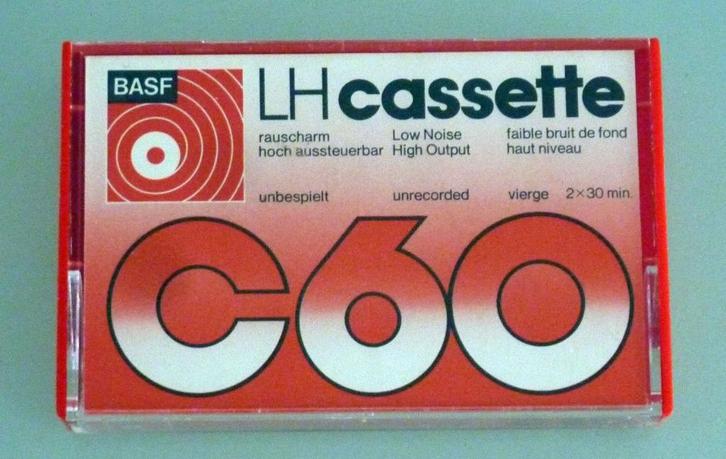 BASF
LH cassette
rauscharm Low Noise faible bruit de fond
hoch aussteuerbar High Output haut niveau
unbespielt unrecorded vierge 2×30 min.
C60